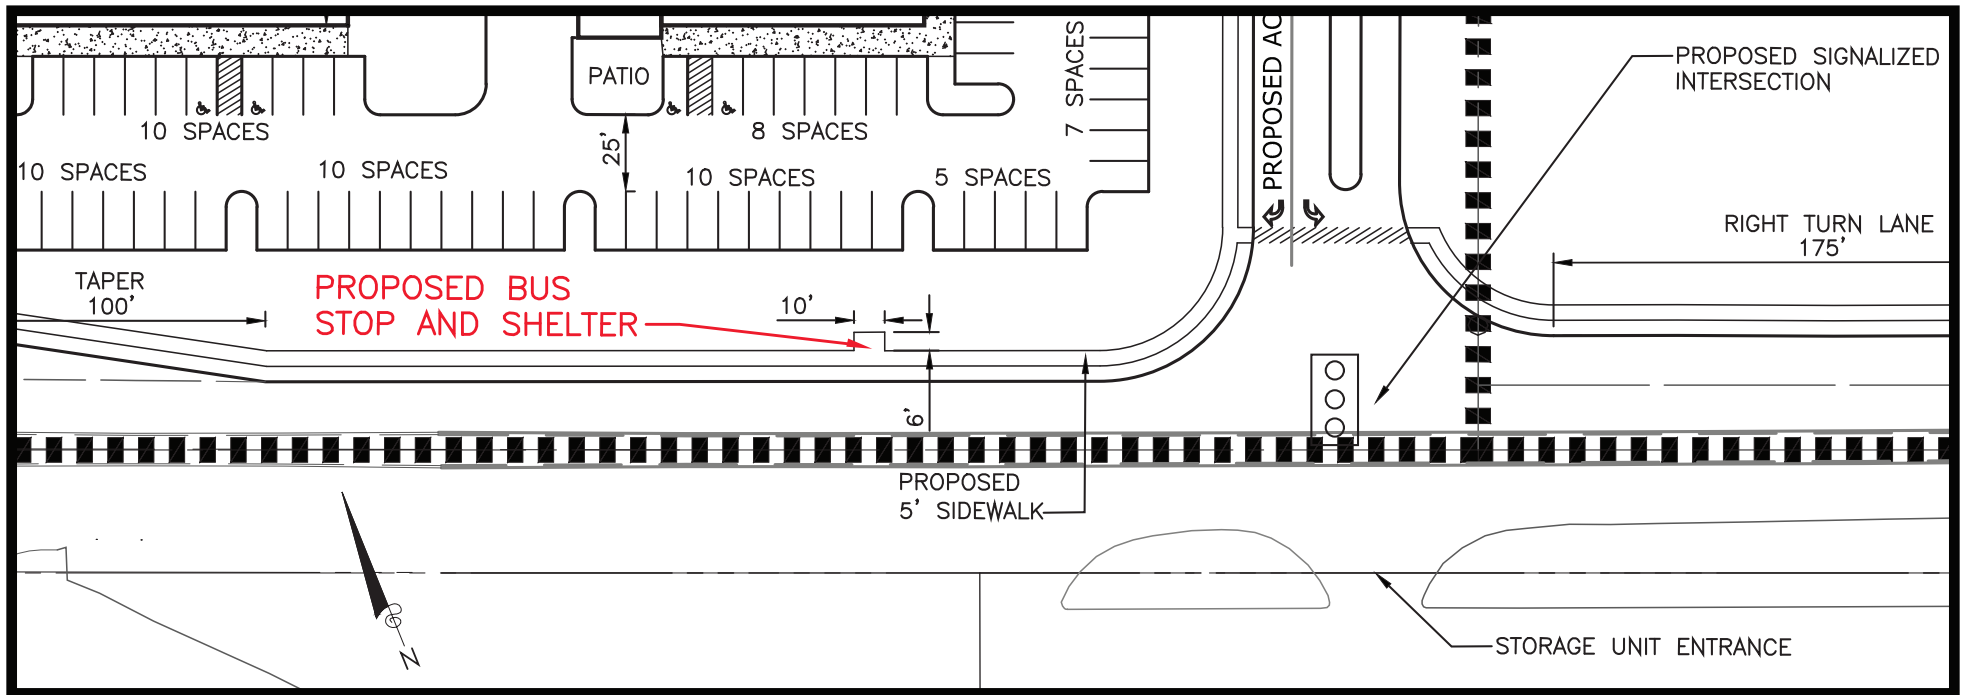 PATIO
10 SPACES
8 SPACES
7 SPACES
25'
10 SPACES
10 SPACES
10 SPACES
5 SPACES
PROPOSED AC
PROPOSED SIGNALIZED
INTERSECTION
RIGHT TURN LANE
175'
TAPER
100'
PROPOSED BUS
STOP AND SHELTER
10'
6'
PROPOSED
5' SIDEWALK
N
STORAGE UNIT ENTRANCE